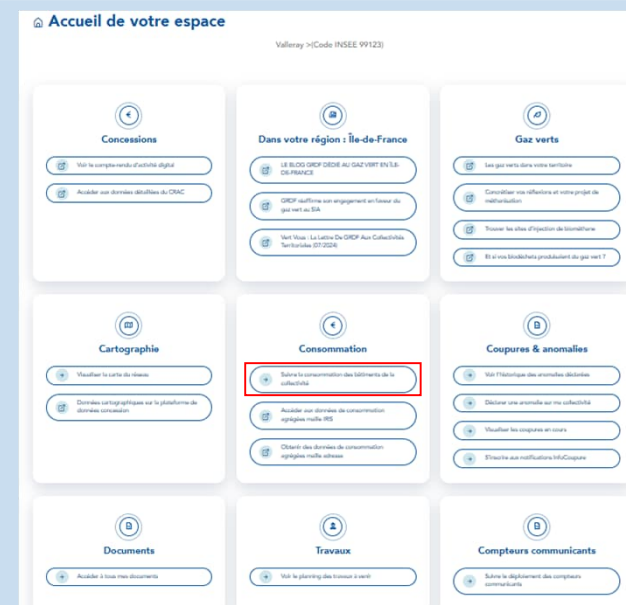 Accueil de votre espace
Valleray >(Code INSEE 99123)
Concessions
Voir le compte-rendu d'activité digital
Accéder aux données détaillées du CRAC
Dans votre région : Île-de-France
LE BLOG GRDF DÉDIÉ AU GAZ VERT EN ÎLE-
DE-FRANCE
GRDF réaffirme son engagement en faveur du
gaz vert au SIA
Vert Vous : La Lettre De GRDF Aux Collectivités
Territoriales (07/2024)
Gaz verts
Les gaz verts dans votre territoire
Concrétiser vos réflexions et votre projet de
méthanisation
Trouver les sites d'injection de biométhane
Et si vos biodéchets produisaient du gaz vert ?
Cartographie
Visualiser la carte du réseau
Données cartographiques sur la plateforme de
données concession
Consommation
Suivre la consommation des bâtiments de la
collectivité
Accéder aux données de consommation
agrégées maille IRIS
Obtenir des données de consommation
agrégées maille adresse
Coupures & anomalies
Voir l'historique des anomalies déclarées
Déclarer une anomalie sur ma collectivité
Visualiser les coupures en cours
S'inscrire aux notifications InfoCoupure
Documents
Accéder à tous mes documents
Travaux
Voir le planning des travaux à venir
Compteurs communicants
Suivre le déploiement des compteurs
communicants